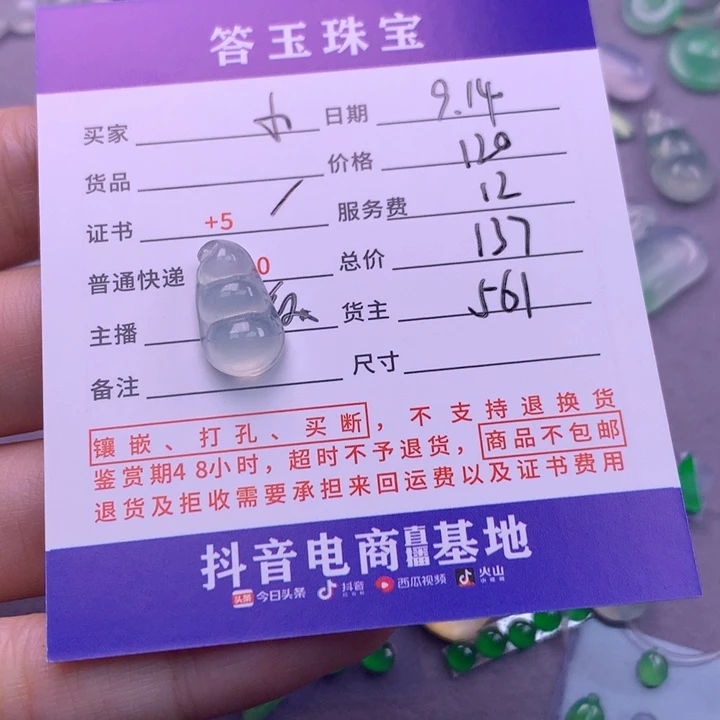 答玉珠宝
买家 日期 9.14
货品 价格 120
证书 +5 服务费 12
普通快递 0 总价 137
主播 货主 561
备注 尺寸
镶嵌、打孔、买断，不支持退换货
鉴赏期48小时，超时不予退货，商品不包邮
退货及拒收需要承担来回运费以及证书费用
抖音电商直播基地
头条 今日头条 抖音 西瓜视频 火山